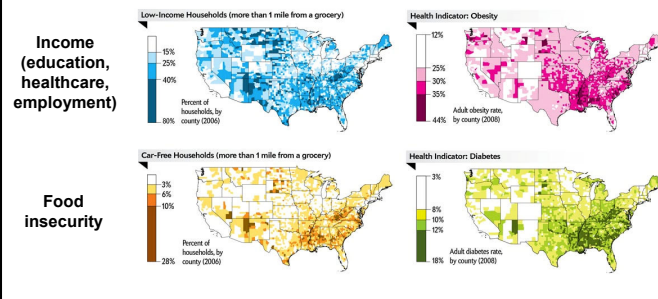 Income
(education,
healthcare,
employment)
Low-Income Households (more than 1 mile from a grocery)
15%
25%
40%
80%
Percent of
households, by
county (2006)
Health Indicator: Obesity
12%
25%
30%
35%
44%
Adult obesity rate,
by county (2008)
Food
insecurity
Car-Free Households (more than 1 mile from a grocery)
3%
6%
10%
28%
Percent of
households, by
county (2006)
Health Indicator: Diabetes
3%
8%
10%
12%
18%
Adult diabetes rate,
by county (2008)